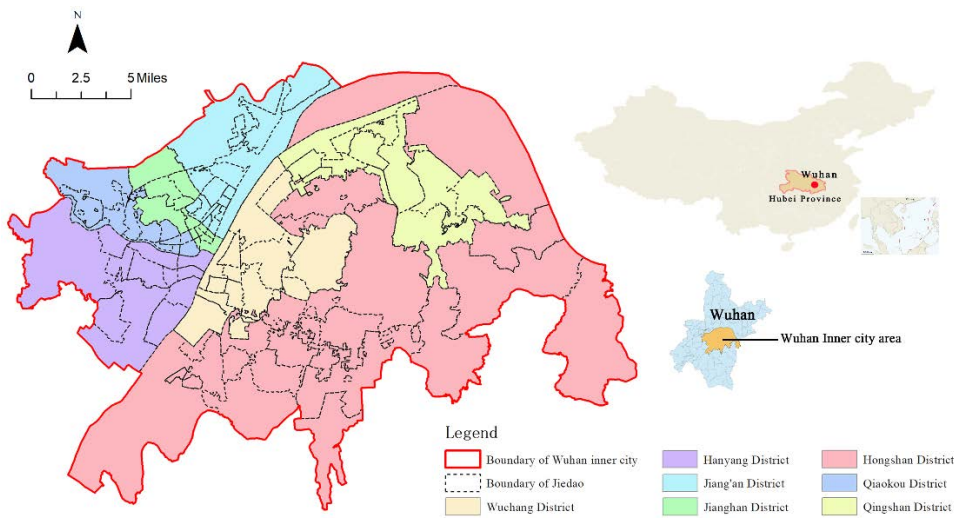 N
0 2.5 5 Miles
Wuhan
Hubei Province
Wuhan
Wuhan Inner city area
Legend
Boundary of Wuhan inner city
Boundary of Jiedao
Wuchang District
Hanyang District
Jiang'an District
Jianghan District
Hongshan District
Qiaokou District
Qingshan District